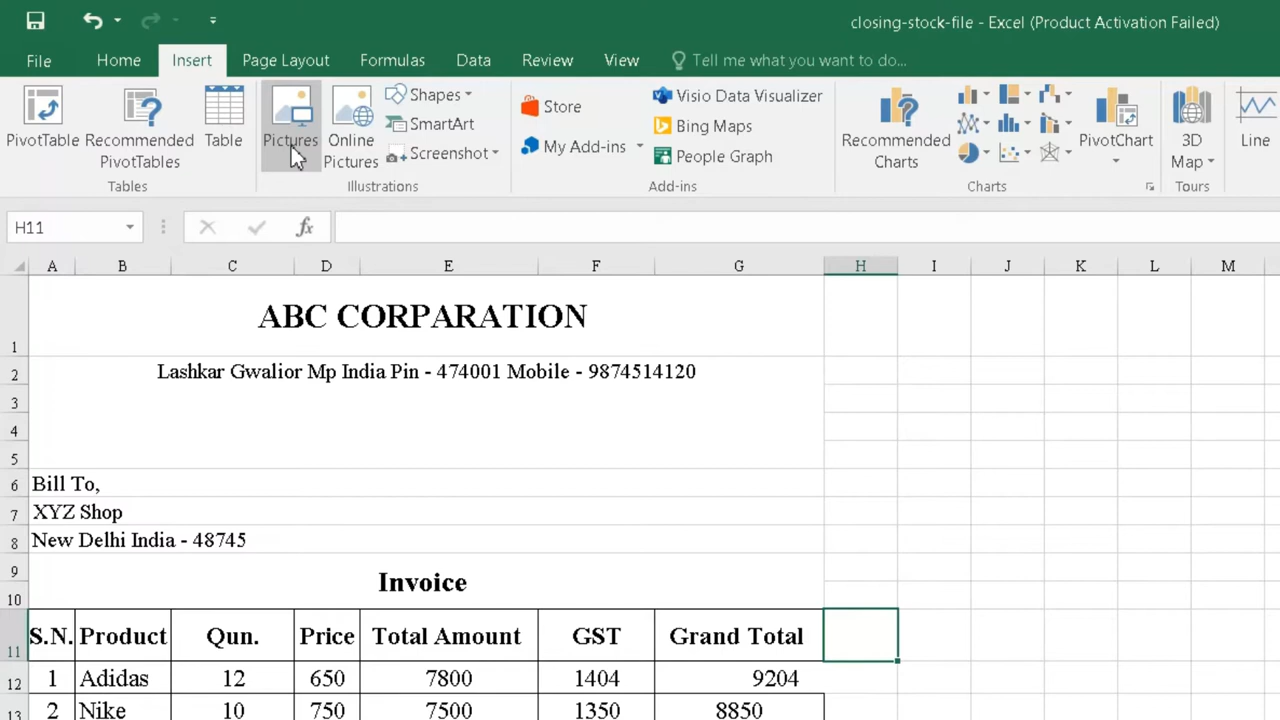 closing-stock-file - Excel (Product Activation Failed)
File Home Insert Page Layout Formulas Data Review View Tell me what you want to do...
PivotTable
Recommended
PivotTables
Table
Tables
Pictures
Online
Pictures
Shapes
SmartArt
Screenshot
Illustrations
Store
My Add-ins
Visio Data Visualizer
Bing Maps
People Graph
Add-ins
Recommended
Charts
PivotChart
Charts
3D
Map
Tours
Line
H11 fx
A B C D E F G H I J K L M
1 ABC CORPARATION
2 Lashkar Gwalior Mp India Pin - 474001 Mobile - 9874514120
3
4
5
6 Bill To,
7 XYZ Shop
8 New Delhi India - 48745
9
Invoice
10
11 S.N. Product Qun. Price Total Amount GST Grand Total
12 1 Adidas 12 650 7800 1404 9204
13 2 Nike 10 750 7500 1350 8850